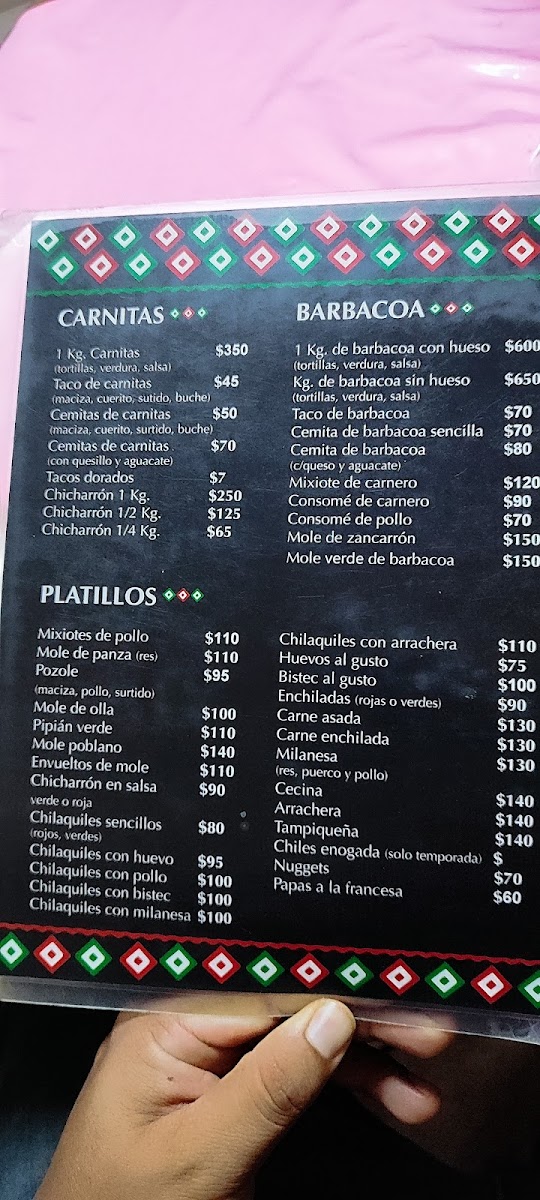 CARNITAS
1 Kg. Carnitas $350
(tortillas, verdura, salsa)
Taco de carnitas $45
(maciza, cuerito, sutido, buche)
Cemitas de carnitas $50
(maciza, cuerito, surtido, buche)
Cemitas de carnitas $70
(con quesillo y aguacate)
Tacos dorados $7
Chicharrón 1 Kg. $250
Chicharrón 1/2 Kg. $125
Chicharrón 1/4 Kg. $65
BARBACOA
1 Kg. de barbacoa con hueso $600
(tortillas, verdura, salsa)
Kg. de barbacoa sin hueso $650
(tortillas, verdura, salsa)
Taco de barbacoa $70
Cemita de barbacoa sencilla $70
Cemita de barbacoa $80
(c/queso y aguacate)
Mixiote de carnero $120
Consomé de carnero $90
Consomé de pollo $70
Mole de zancarrón $150
Mole verde de barbacoa $150
PLATILLOS
Mixiotes de pollo $110
Mole de panza (res) $110
Pozole $95
(maciza, pollo, surtido)
Mole de olla $100
Pipián verde $110
Mole poblano $140
Envueltos de mole $110
Chicharrón en salsa $90
verde o roja
Chilaquiles sencillos $80
(rojos, verdes)
Chilaquiles con huevo $95
Chilaquiles con pollo $100
Chilaquiles con bistec $100
Chilaquiles con milanesa $100
Chilaquiles con arrachera $110
Huevos al gusto $75
Bistec al gusto $100
Enchiladas (rojas o verdes) $90
Carne asada $130
Carne enchilada $130
Milanesa $130
(res, puerco y pollo)
Cecina $140
Arrachera $140
Tampiqueña $140
Chiles enogada (solo temporada) $
Nuggets $70
Papas a la francesa $60